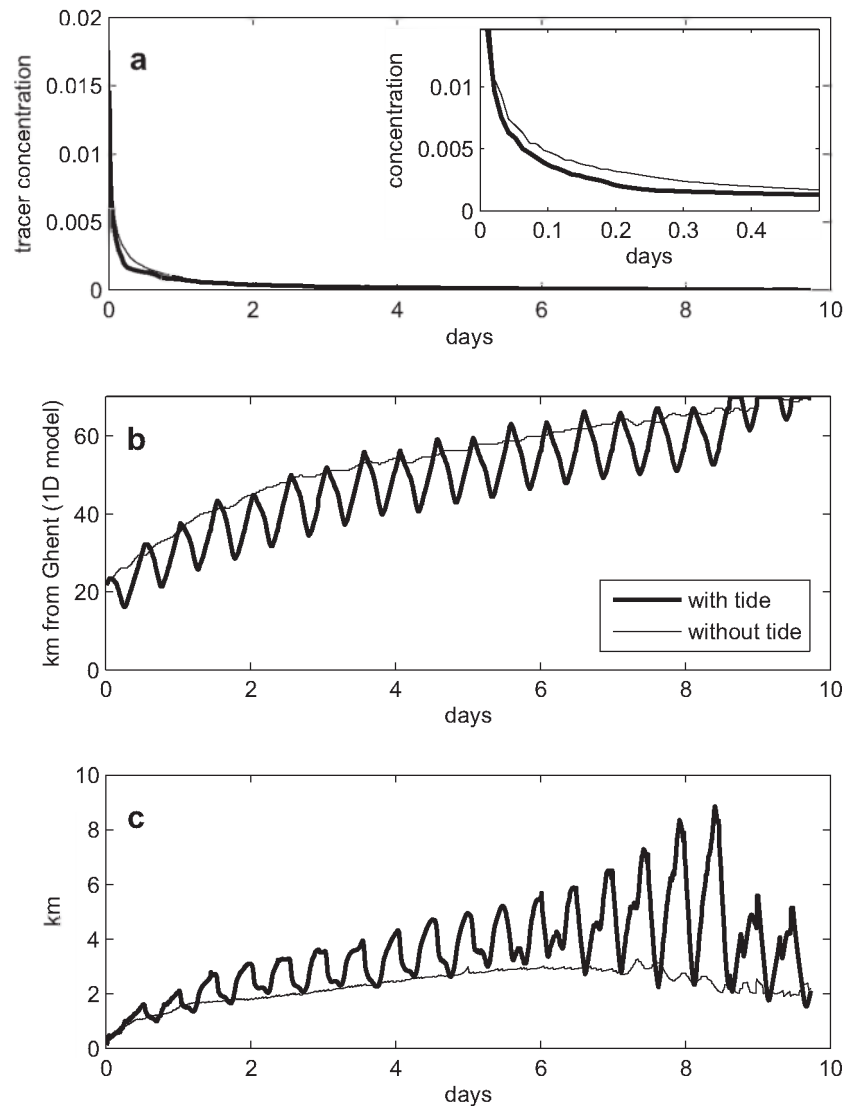 0.02
a
0.015
0.01
0.005
0
tracer concentration
0 2 4 6 8 10
days
0.01
0.005
0
concentration
0 0.1 0.2 0.3 0.4
days
60
b
40
20
0
km from Ghent (1D model)
with tide
without tide
0 2 4 6 8 10
days
10
c
8
6
4
2
0
km
0 2 4 6 8 10
days